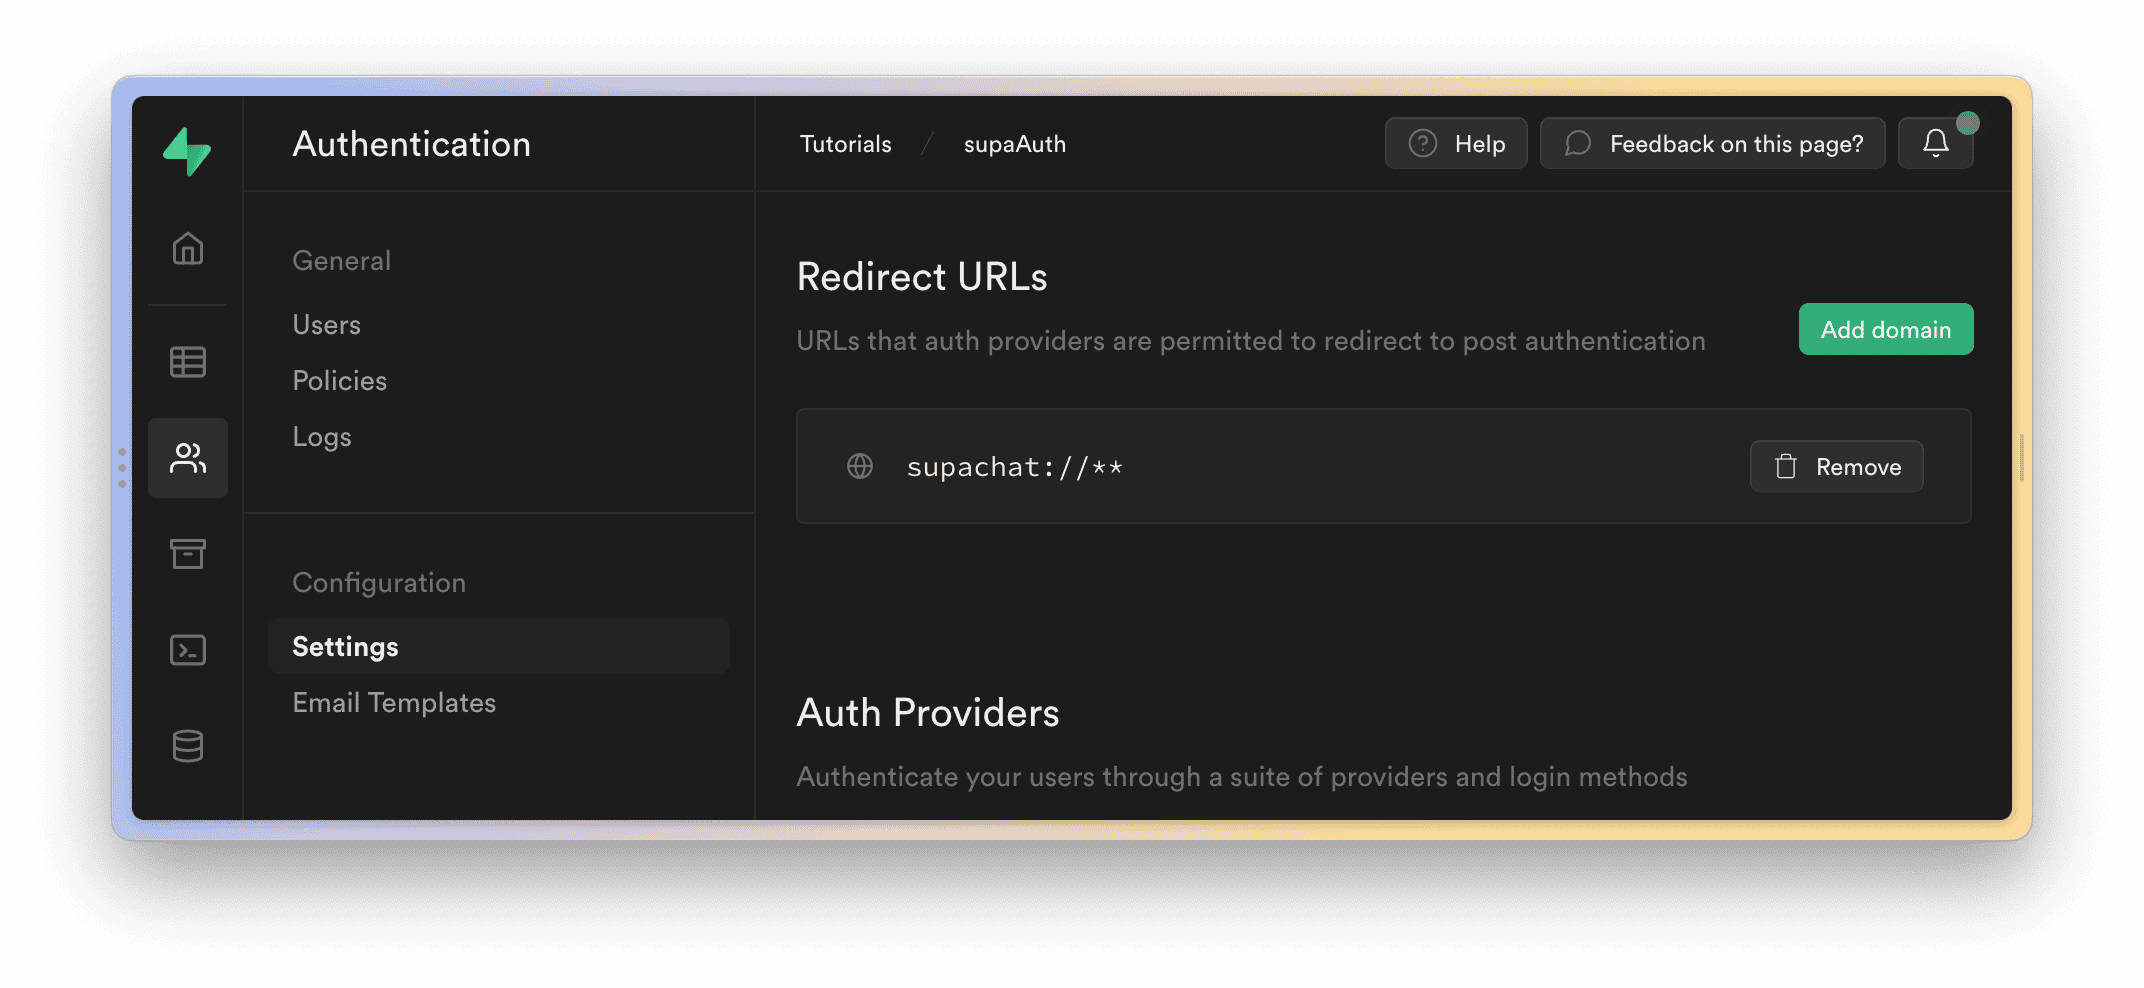 Authentication
Tutorials / supaAuth
Help
Feedback on this page?
General
Users
Policies
Logs
Configuration
Settings
Email Templates
Redirect URLs
URLs that auth providers are permitted to redirect to post authentication
Add domain
supachat://**
Remove
Auth Providers
Authenticate your users through a suite of providers and login methods